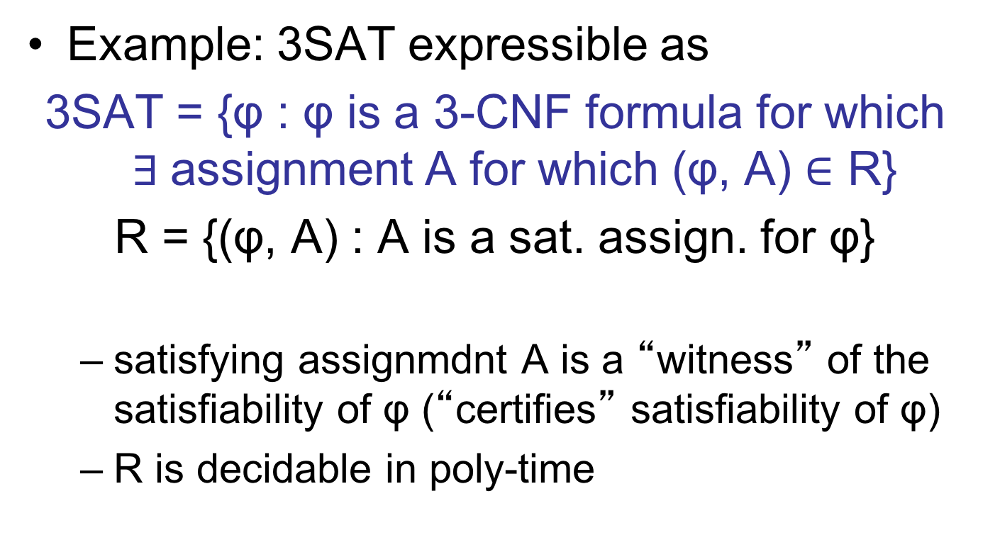 • Example: 3SAT expressible as
3SAT = {φ : φ is a 3-CNF formula for which
∃ assignment A for which (φ, A) ∈ R}
R = {(φ, A) : A is a sat. assign. for φ}
– satisfying assignmdnt A is a “witness” of the
satisfiability of φ (“certifies” satisfiability of φ)
– R is decidable in poly-time